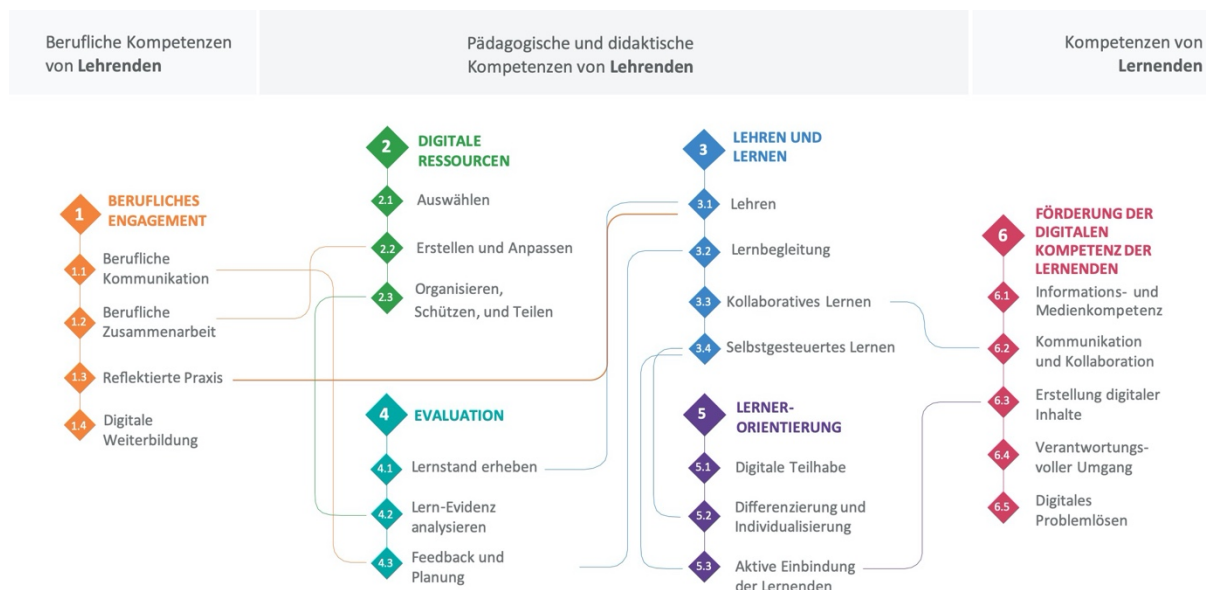 Berufliche Kompetenzen
von Lehrenden
Pädagogische und didaktische
Kompetenzen von Lehrenden
Kompetenzen von
Lernenden
1
BERUFLICHES
ENGAGEMENT
1.1
Berufliche
Kommunikation
1.2
Berufliche
Zusammenarbeit
1.3
Reflektierte Praxis
1.4
Digitale
Weiterbildung
2
DIGITALE
RESSOURCEN
2.1
Auswählen
2.2
Erstellen und Anpassen
2.3
Organisieren,
Schützen, und Teilen
4
EVALUATION
4.1
Lernstand erheben
4.2
Lern-Evidenz
analysieren
4.3
Feedback und
Planung
3
LEHREN UND
LERNEN
3.1
Lehren
3.2
Lernbegleitung
3.3
Kollaboratives Lernen
3.4
Selbstgesteuertes Lernen
5
LERNER-
ORIENTIERUNG
5.1
Digitale Teilhabe
5.2
Differenzierung und
Individualisierung
5.3
Aktive Einbindung
der Lernenden
6
FÖRDERUNG DER
DIGITALEN
KOMPETENZ DER
LERNENDEN
6.1
Informations- und
Medienkompetenz
6.2
Kommunikation
und Kollaboration
6.3
Erstellung digitaler
Inhalte
6.4
Verantwortungs-
voller Umgang
6.5
Digitales
Problemlösen